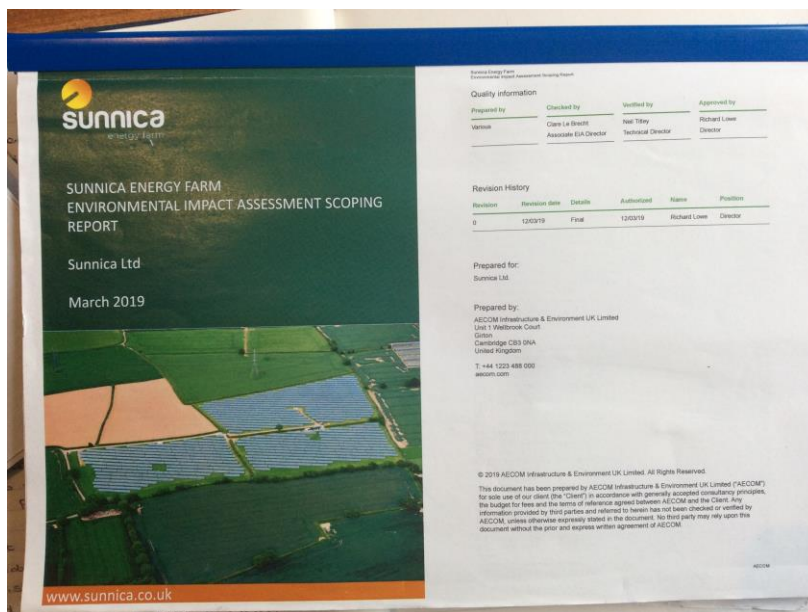 sunnica
energy farm
SUNNICA ENERGY FARM
ENVIRONMENTAL IMPACT ASSESSMENT SCOPING
REPORT
Sunnica Ltd
March 2019
www.sunnica.co.uk
Sunnica Energy Farm
Environmental Impact Assessment Scoping Report
Quality information
Prepared by Checked by Verified by Approved by
Various Clare Le Brecht Neil Titley Richard Lowe
Associate EIA Director Technical Director Director
Revision History
Revision Revision date Details Authorized Name Position
0 12/03/19 Final 12/03/19 Richard Lowe Director
Prepared for:
Sunnica Ltd.
Prepared by:
AECOM Infrastructure & Environment UK Limited
Unit 1 Wellbrook Court
Girton
Cambridge CB3 0NA
United Kingdom
T: +44 1223 488 000
aecom.com
© 2019 AECOM Infrastructure & Environment UK Limited. All Rights Reserved.
This document has been prepared by AECOM Infrastructure & Environment UK Limited ("AECOM")
for sole use of our client (the "Client") in accordance with generally accepted consultancy principles,
the budget for fees and the terms of reference agreed between AECOM and the Client. Any
information provided by third parties and referred to herein has not been checked or verified by
AECOM, unless otherwise expressly stated in the document. No third party may rely upon this
document without the prior and express written agreement of AECOM.
AECOM